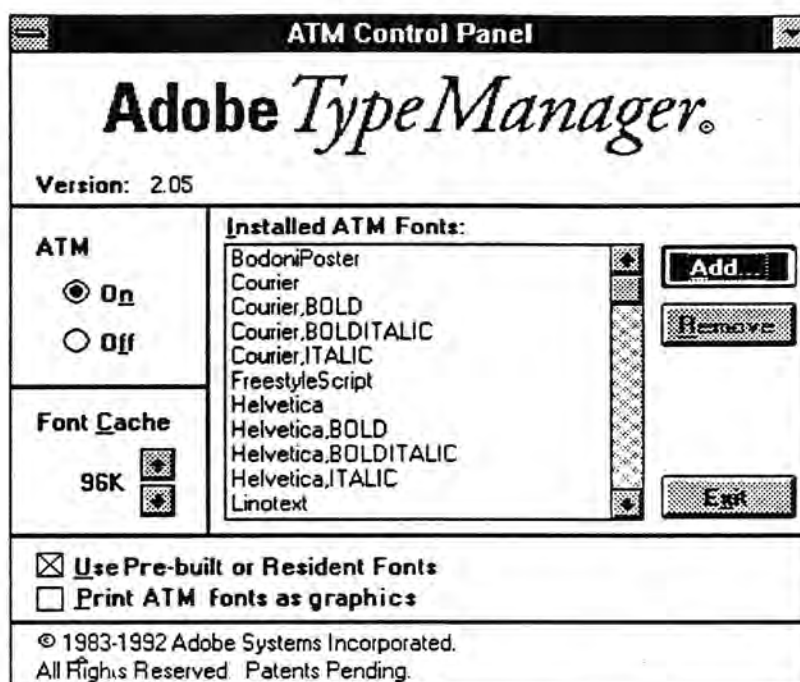 ATM Control Panel
Adobe Type Manager®
Version: 2.05
ATM
On
Off
Font Cache
96K
Installed ATM Fonts:
BodoniPoster
Courier
Courier,BOLD
Courier,BOLDITALIC
Courier,ITALIC
FreestyleScript
Helvetica
Helvetica,BOLD
Helvetica,BOLDITALIC
Helvetica,ITALIC
Linotext
Add...
Remove
Exit
Use Pre-built or Resident Fonts
Print ATM fonts as graphics
© 1983-1992 Adobe Systems Incorporated.
All Rights Reserved. Patents Pending.